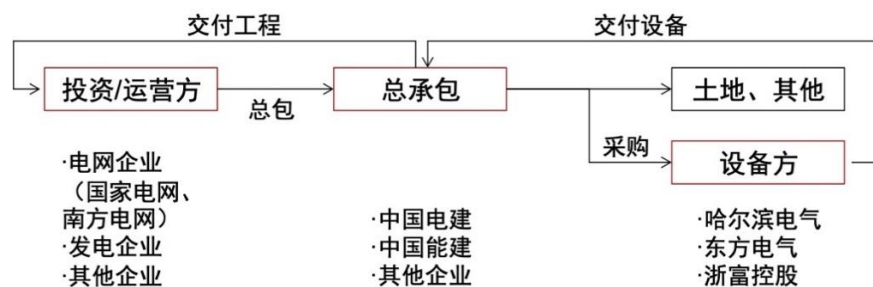 交付工程
交付设备
投资/运营方
总包
总承包
土地、其他
采购
设备方
·电网企业
（国家电网、
南方电网）
·发电企业
·其他企业
·中国电建
·中国能建
·其他企业
·哈尔滨电气
·东方电气
·浙富控股